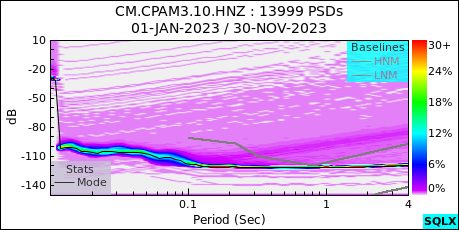 CM.CPAM3.10.HNZ : 13999 PSDs
01-JAN-2023 / 30-NOV-2023
Baselines
HNM
LNM
30+
24%
18%
12%
6%
0%
10
-20
-50
-80
-110
-140
dB
Stats
Mode
0.1
1
4
Period (Sec)
SQLX